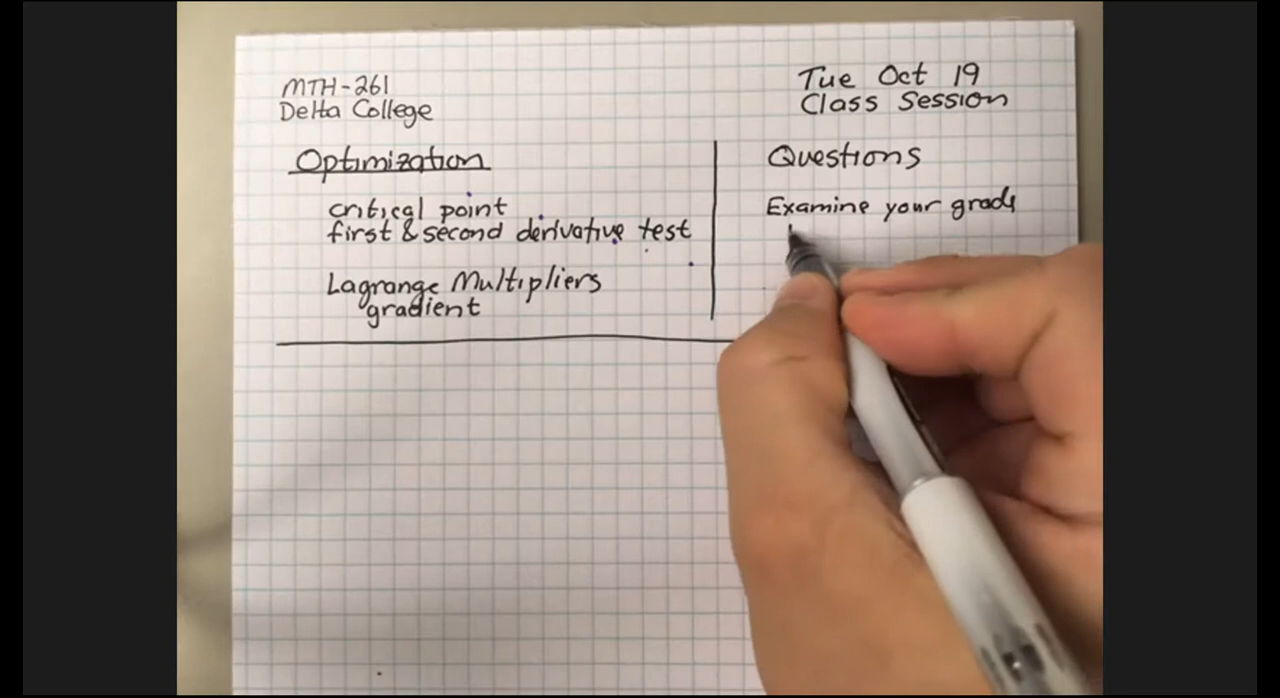 MTH-261
Delta College
Tue Oct 19
Class Session
Optimization
critical point
first & second derivative test
Lagrange Multipliers
gradient
Questions
Examine your grade